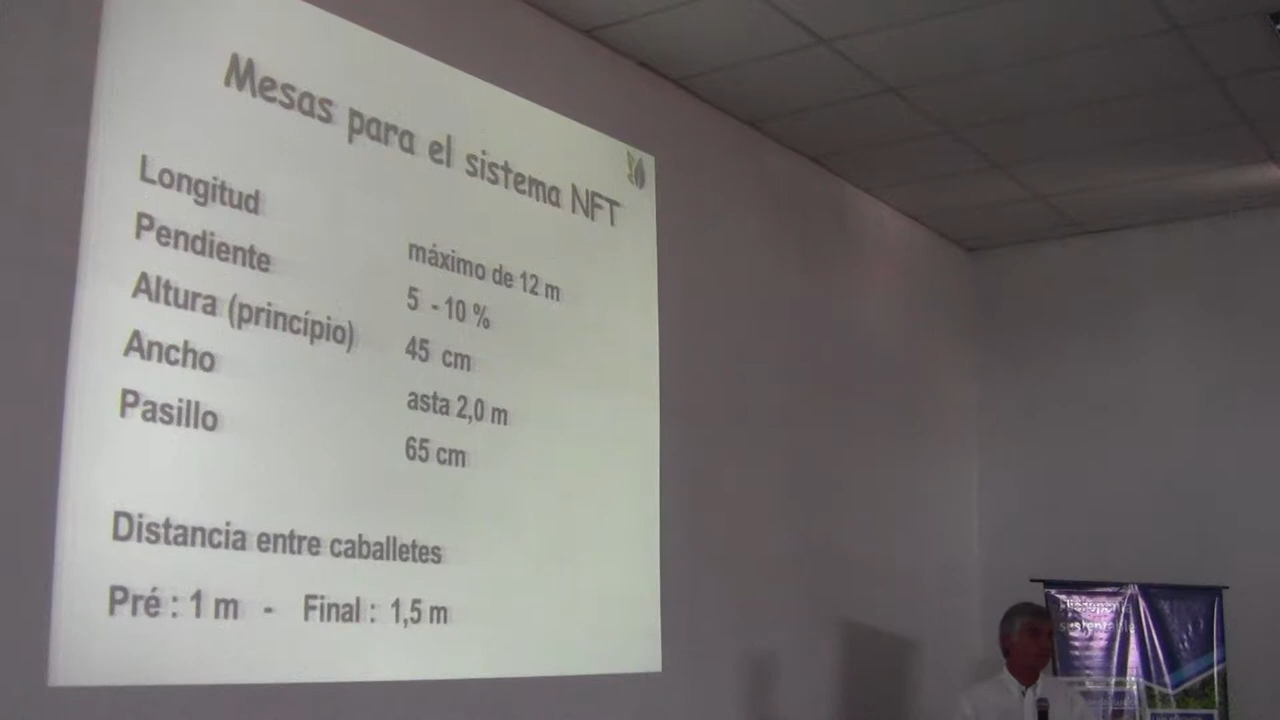 Mesas para el sistema NFT
Longitud máximo de 12 m
Pendiente 5 - 10 %
Altura (princípio) 45 cm
Ancho asta 2,0 m
Pasillo 65 cm
Distancia entre caballetes
Pré : 1 m - Final : 1,5 m
sustentable